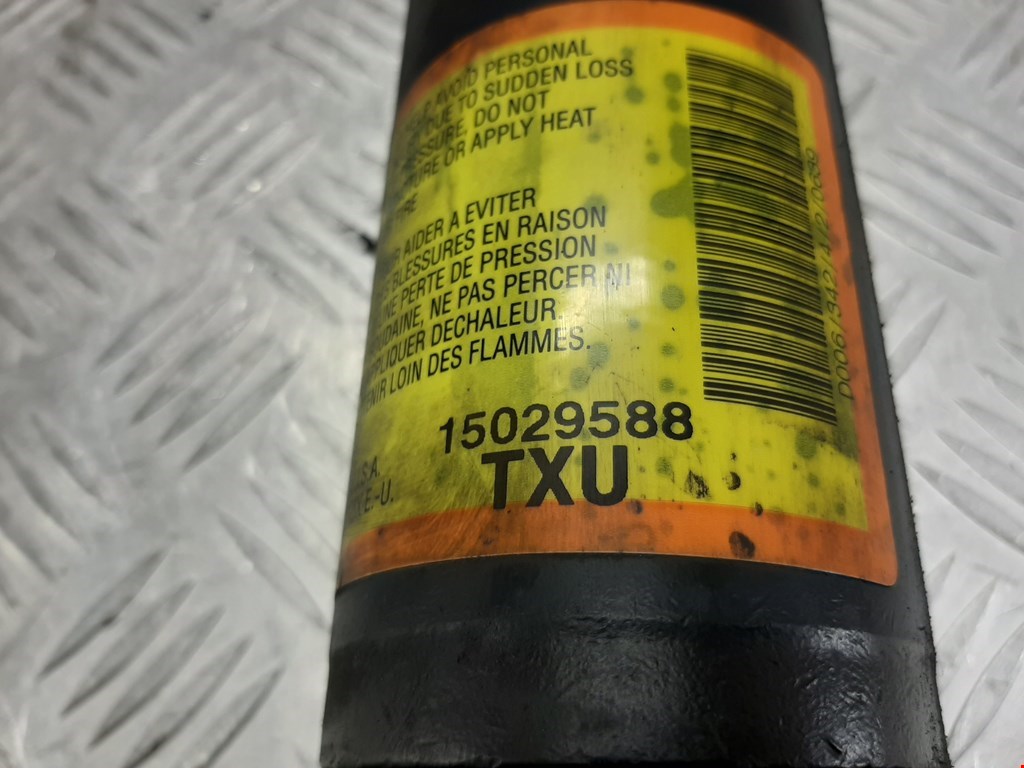 AVOID PERSONAL
DUE TO SUDDEN LOSS
DO NOT
OR APPLY HEAT
AIDER A EVITER
BLESSURES EN RAISON
PERTE DE PRESSION
NE PAS PERCER NI
DECHALEUR.
LOIN DES FLAMMES.
15029588
TXU